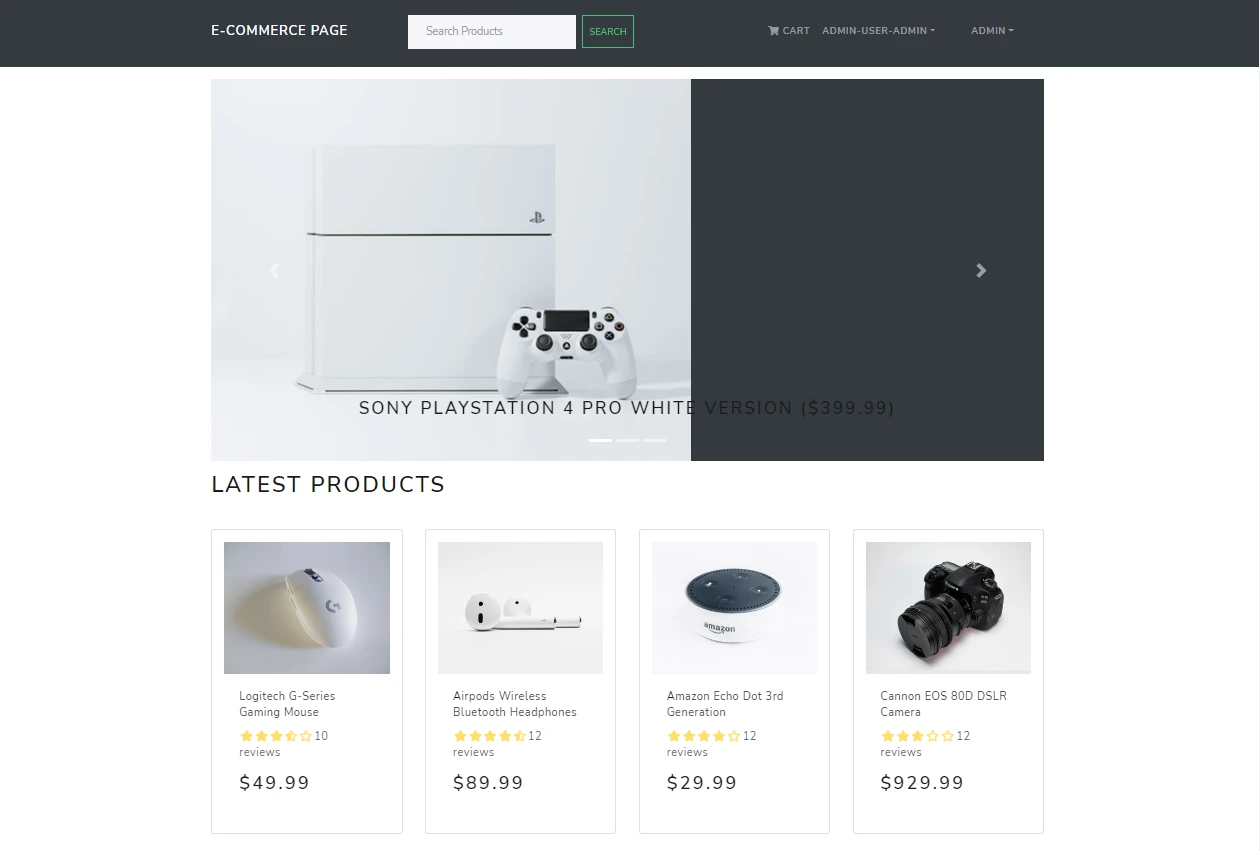 E-COMMERCE PAGE
Search Products
SEARCH
CART
ADMIN-USER-ADMIN
ADMIN
SONY PLAYSTATION 4 PRO WHITE VERSION ($399.99)
LATEST PRODUCTS
amazon
Logitech G-Series
Gaming Mouse
10
reviews
$49.99
Airpods Wireless
Bluetooth Headphones
12
reviews
$89.99
Amazon Echo Dot 3rd
Generation
12
reviews
$29.99
Cannon EOS 80D DSLR
Camera
12
reviews
$929.99